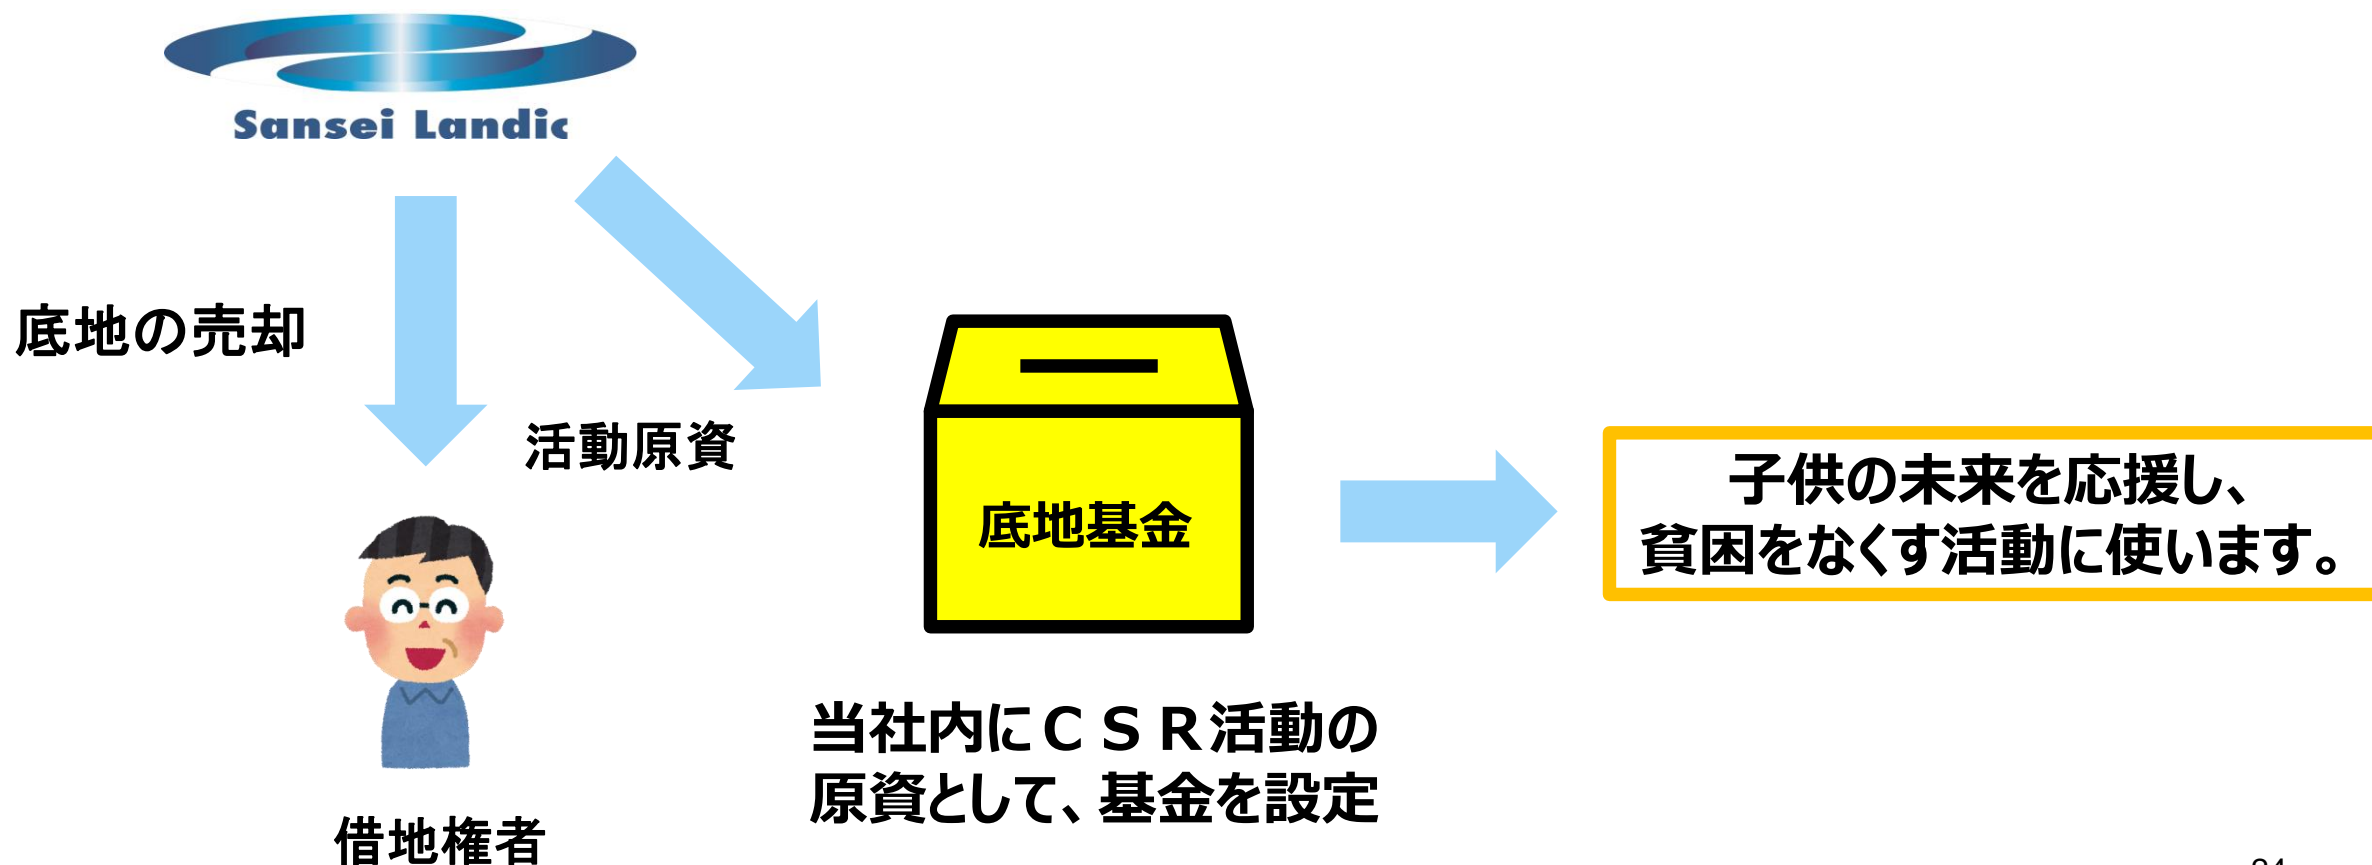 Sansei Landic
底地の売却
活動原資
底地基金
子供の未来を応援し、
貧困をなくす活動に使います。
当社内にＣＳＲ活動の
原資として、基金を設定
借地権者